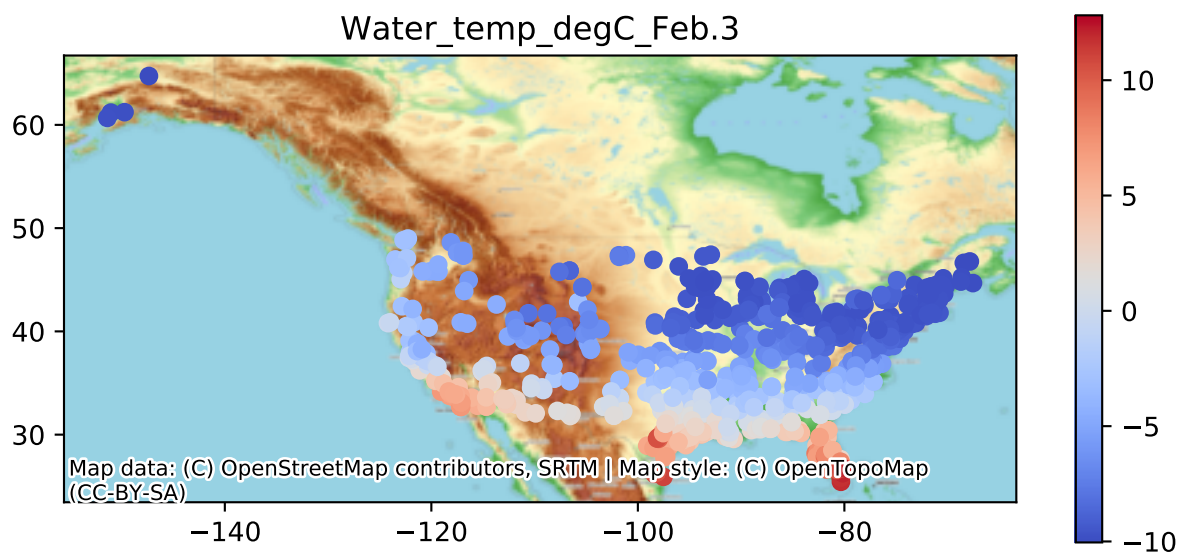 Water_temp_degC_Feb.3
10
5
0
−5
−10
60
50
40
30
Map data: (C) OpenStreetMap contributors, SRTM | Map style: (C) OpenTopoMap
(CC-BY-SA)
−140 −120 −100 −80